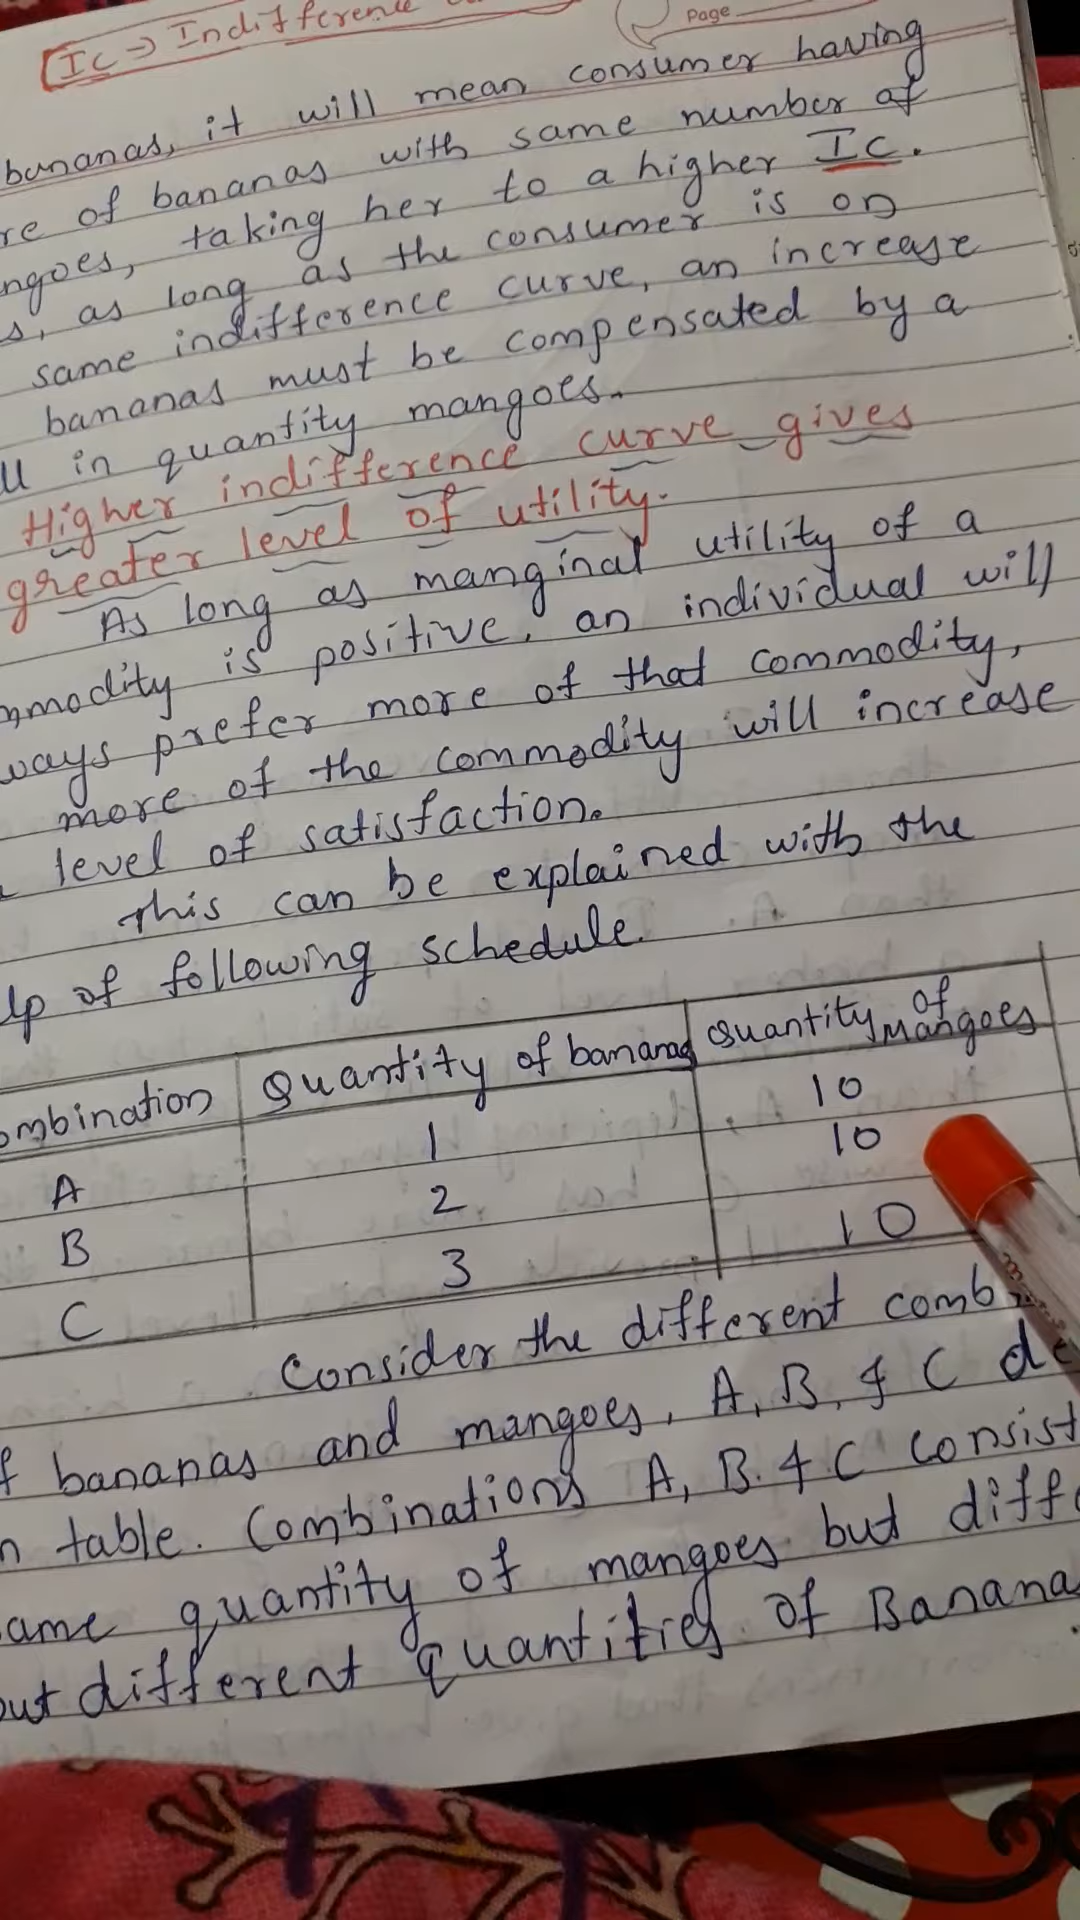 Page
Ic → Indifference
bananas, it will mean consumer having
re of bananas with same number of
ngoes, taking her to a higher Ic.
s, as long as the consumer is on
same indifference curve, an increase
bananas must be compensated by a
ll in quantity mangoes.
Higher indifference curve gives
greater level of utility.
As long as manginal utility of a
mmodity is positive, an individual will
ways prefer more of that commodity,
more of the commodity will increase
level of satisfaction.
This can be explained with the
lp of following schedule.
ombination Quantity of bananas Quantity of Mangoes
A 1 10
B 2 10
C 3 10
Consider the different comb
f bananas and mangoes, A, B, & C de
n table. Combinations A, B & C consist
ame quantity of mangoes but diffe
out different quantities of Banana